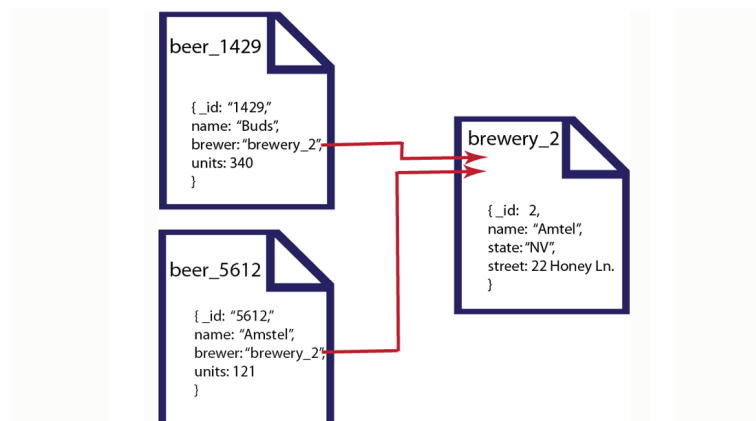 beer_1429
{ _id: “1429,”
name: “Buds”,
brewer: “brewery_2”,
units: 340
}
brewery_2
{ _id: 2,
name: “Amtel”,
state: “NV”,
street: 22 Honey Ln.
}
beer_5612
{ _id: “5612,”
name: “Amstel”,
brewer: “brewery_2”,
units: 121
}